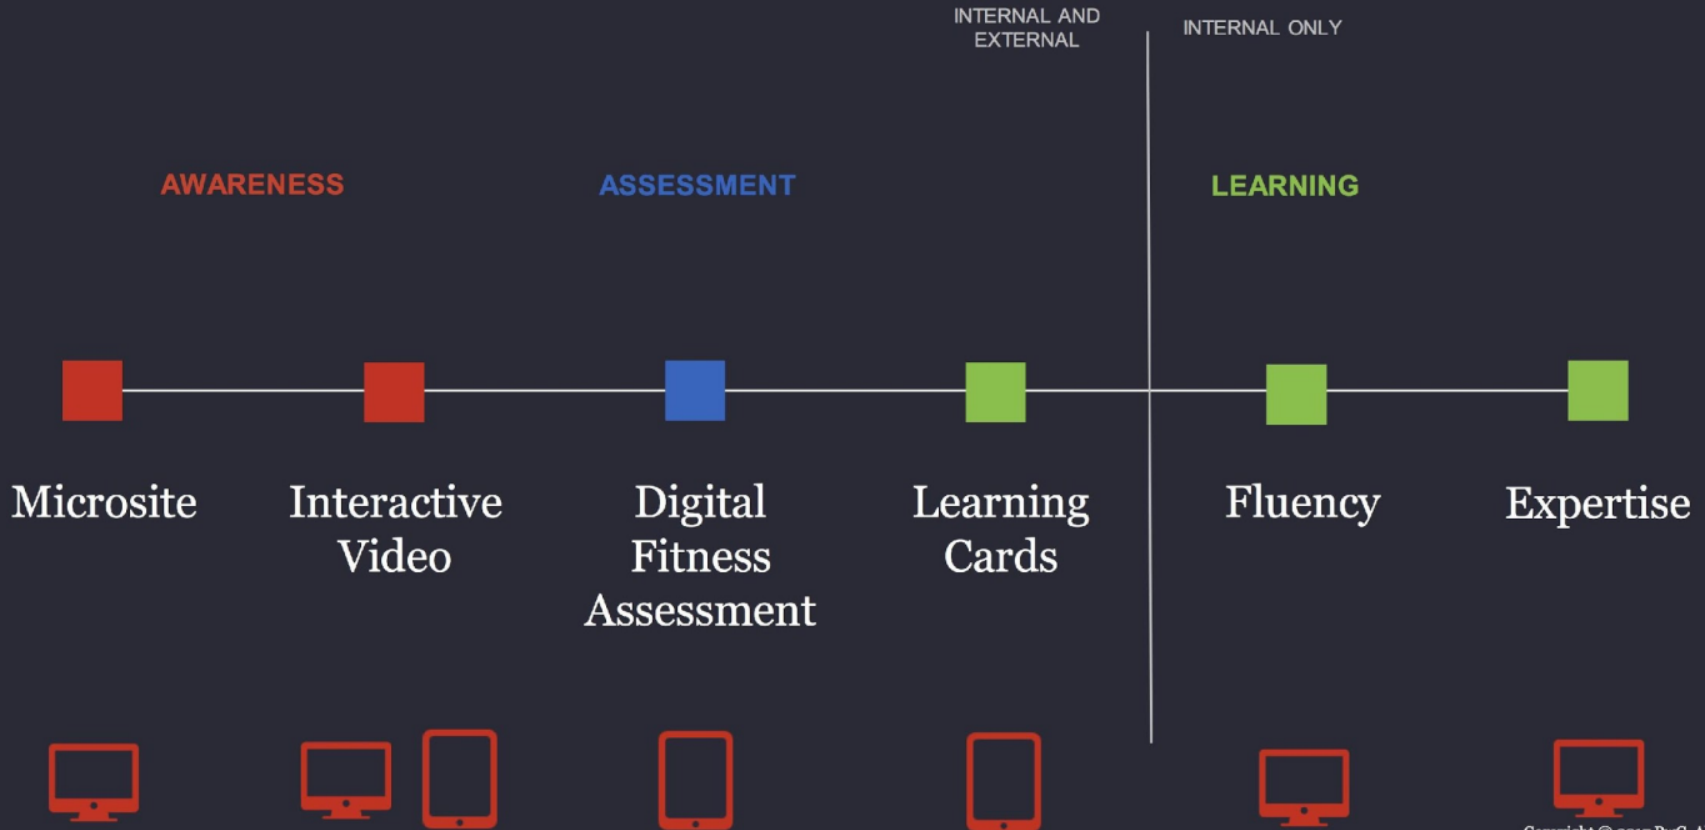 INTERNAL AND
EXTERNAL
INTERNAL ONLY
AWARENESS
ASSESSMENT
LEARNING
Microsite
Interactive
Video
Digital
Fitness
Assessment
Learning
Cards
Fluency
Expertise